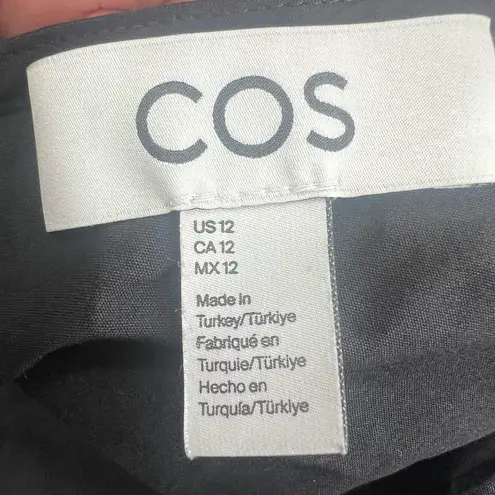 COS
US 12
CA 12
MX 12
Made in
Turkey/Türkiye
Fabriqué en
Turquie/Türkiye
Hecho en
Turquía/Türkiye